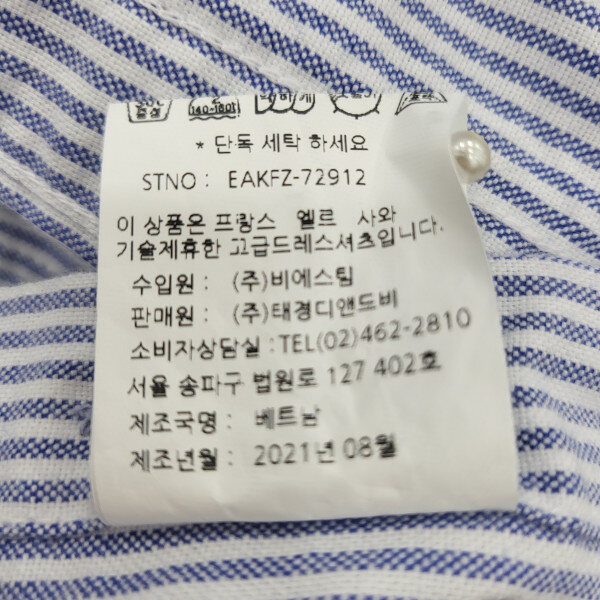 140~160℃
* 단독 세탁 하세요
STNO : EAKFZ-72912
이 상품은 프랑스 엘르 사와
기술제휴한 고급드레스셔츠입니다.
수입원 : (주)비에스팀
판매원 : (주)태경디앤드비
소비자상담실 : TEL(02)462-2810
서울 송파구 법원로 127 402호
제조국명 : 베트남
제조년월 : 2021년 08월